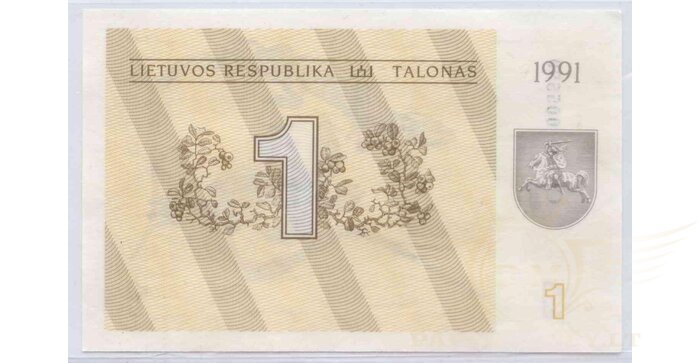 LIETUVOS RESPUBLIKA TALONAS
1991
1
1